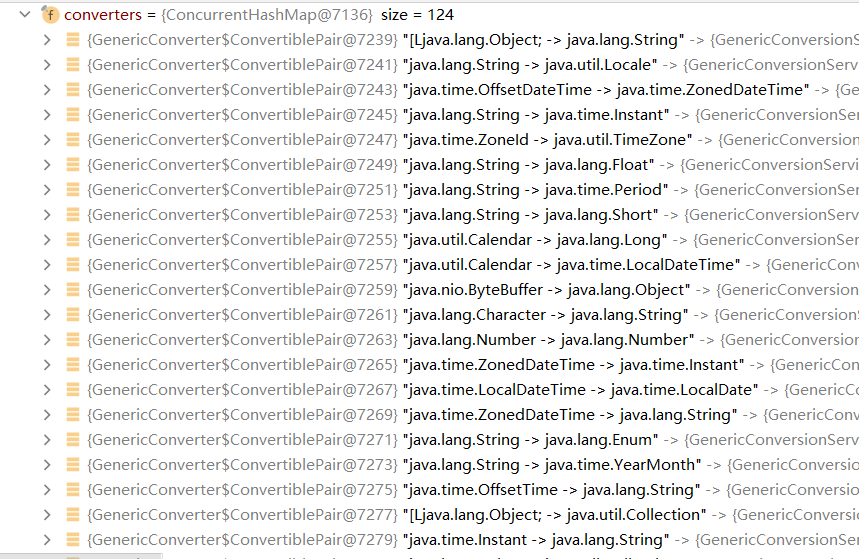 f converters = {ConcurrentHashMap@7136} size = 124
{GenericConverter$ConvertiblePair@7239} "[Ljava.lang.Object; -> java.lang.String" -> {GenericConversionS
{GenericConverter$ConvertiblePair@7241} "java.lang.String -> java.util.Locale" -> {GenericConversionServ
{GenericConverter$ConvertiblePair@7243} "java.time.OffsetDateTime -> java.time.ZonedDateTime" -> {Ge
{GenericConverter$ConvertiblePair@7245} "java.lang.String -> java.time.Instant" -> {GenericConversionSer
{GenericConverter$ConvertiblePair@7247} "java.time.ZoneId -> java.util.TimeZone" -> {GenericConversion
{GenericConverter$ConvertiblePair@7249} "java.lang.String -> java.lang.Float" -> {GenericConversionServi
{GenericConverter$ConvertiblePair@7251} "java.lang.String -> java.time.Period" -> {GenericConversionSer
{GenericConverter$ConvertiblePair@7253} "java.lang.String -> java.lang.Short" -> {GenericConversionServ
{GenericConverter$ConvertiblePair@7255} "java.util.Calendar -> java.lang.Long" -> {GenericConversionSer
{GenericConverter$ConvertiblePair@7257} "java.util.Calendar -> java.time.LocalDateTime" -> {GenericCo
{GenericConverter$ConvertiblePair@7259} "java.nio.ByteBuffer -> java.lang.Object" -> {GenericConversion
{GenericConverter$ConvertiblePair@7261} "java.lang.Character -> java.lang.String" -> {GenericConversion
{GenericConverter$ConvertiblePair@7263} "java.lang.Number -> java.lang.Number" -> {GenericConver
{GenericConverter$ConvertiblePair@7265} "java.time.ZonedDateTime -> java.time.Instant" -> {GenericC
{GenericConverter$ConvertiblePair@7267} "java.time.LocalDateTime -> java.time.LocalDate" -> {Generic
{GenericConverter$ConvertiblePair@7269} "java.time.ZonedDateTime -> java.lang.String" -> {GenericCo
{GenericConverter$ConvertiblePair@7271} "java.lang.String -> java.lang.Enum" -> {GenericConversionServ
{GenericConverter$ConvertiblePair@7273} "java.lang.String -> java.time.YearMonth" -> {GenericConversio
{GenericConverter$ConvertiblePair@7275} "java.time.OffsetTime -> java.lang.String" -> {GenericConversio
{GenericConverter$ConvertiblePair@7277} "[Ljava.lang.Object; -> java.util.Collection" -> {GenericConversi
{GenericConverter$ConvertiblePair@7279} "java.time.Instant -> java.lang.String" -> {GenericConversionSer